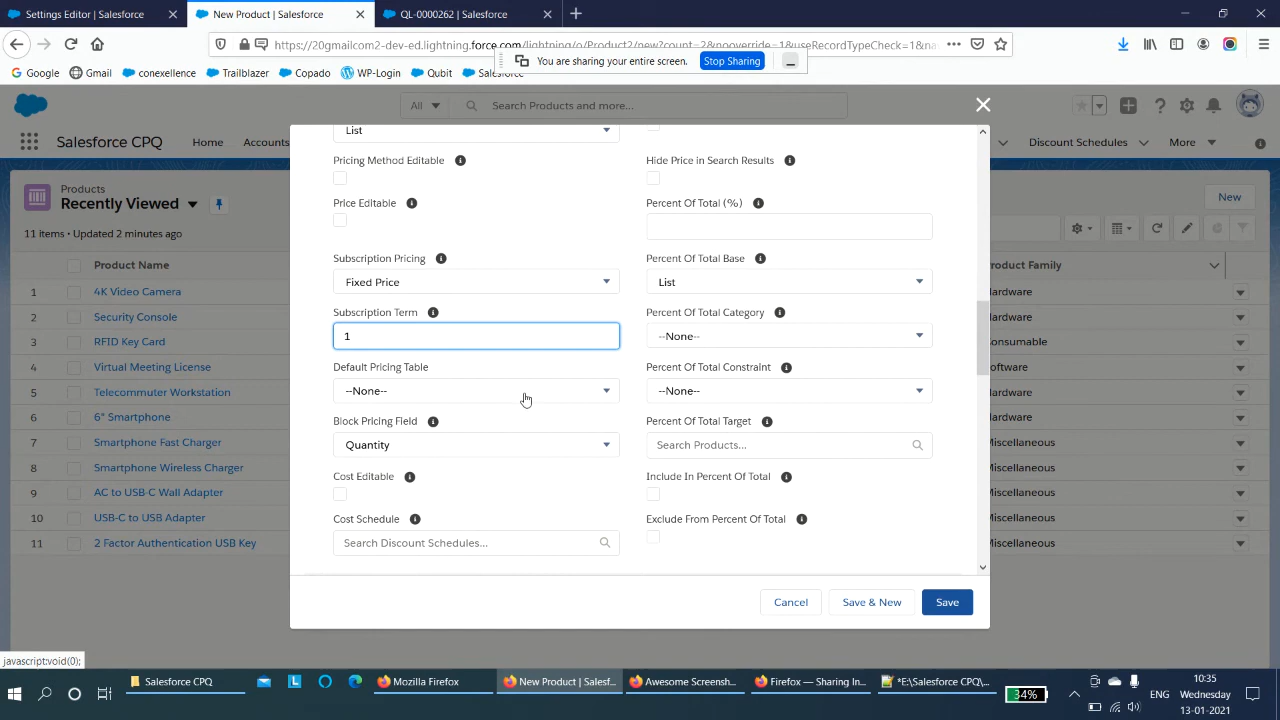 Settings Editor | Salesforce
New Product | Salesforce
QL-0000262 | Salesforce
https://20gmailcom2-dev-ed.lightning.force.com/lightning/o/Product2/new?count=2&nooverride=1&useRecordTypeCheck=1&na
You are sharing your entire screen.
Stop Sharing
Google
Gmail
conexellence
Trailblazer
Copado
WP-Login
Qubit
Salesforce
All
Search Products and more...
Salesforce CPQ
Home
Accounts
Discount Schedules
More
Products
Recently Viewed
New
11 items • Updated 2 minutes ago
Product Name
Product Family
1 4K Video Camera
Hardware
2 Security Console
Hardware
3 RFID Key Card
Consumable
4 Virtual Meeting License
Software
5 Telecommuter Workstation
Hardware
6 6" Smartphone
Hardware
7 Smartphone Fast Charger
Miscellaneous
8 Smartphone Wireless Charger
Miscellaneous
9 AC to USB-C Wall Adapter
Miscellaneous
10 USB-C to USB Adapter
Miscellaneous
11 2 Factor Authentication USB Key
Miscellaneous
List
Pricing Method Editable
Hide Price in Search Results
Price Editable
Percent Of Total (%)
Subscription Pricing
Percent Of Total Base
Fixed Price
List
Subscription Term
Percent Of Total Category
1
--None--
Default Pricing Table
Percent Of Total Constraint
--None--
--None--
Block Pricing Field
Percent Of Total Target
Quantity
Search Products...
Cost Editable
Include In Percent Of Total
Cost Schedule
Exclude From Percent Of Total
Search Discount Schedules...
Cancel
Save & New
Save
javascript:void(0);
Salesforce CPQ
Mozilla Firefox
New Product | Salesf...
Awesome Screensh...
Firefox — Sharing In...
*E:\Salesforce CPQ\...
34%
ENG
10:35
Wednesday
13-01-2021